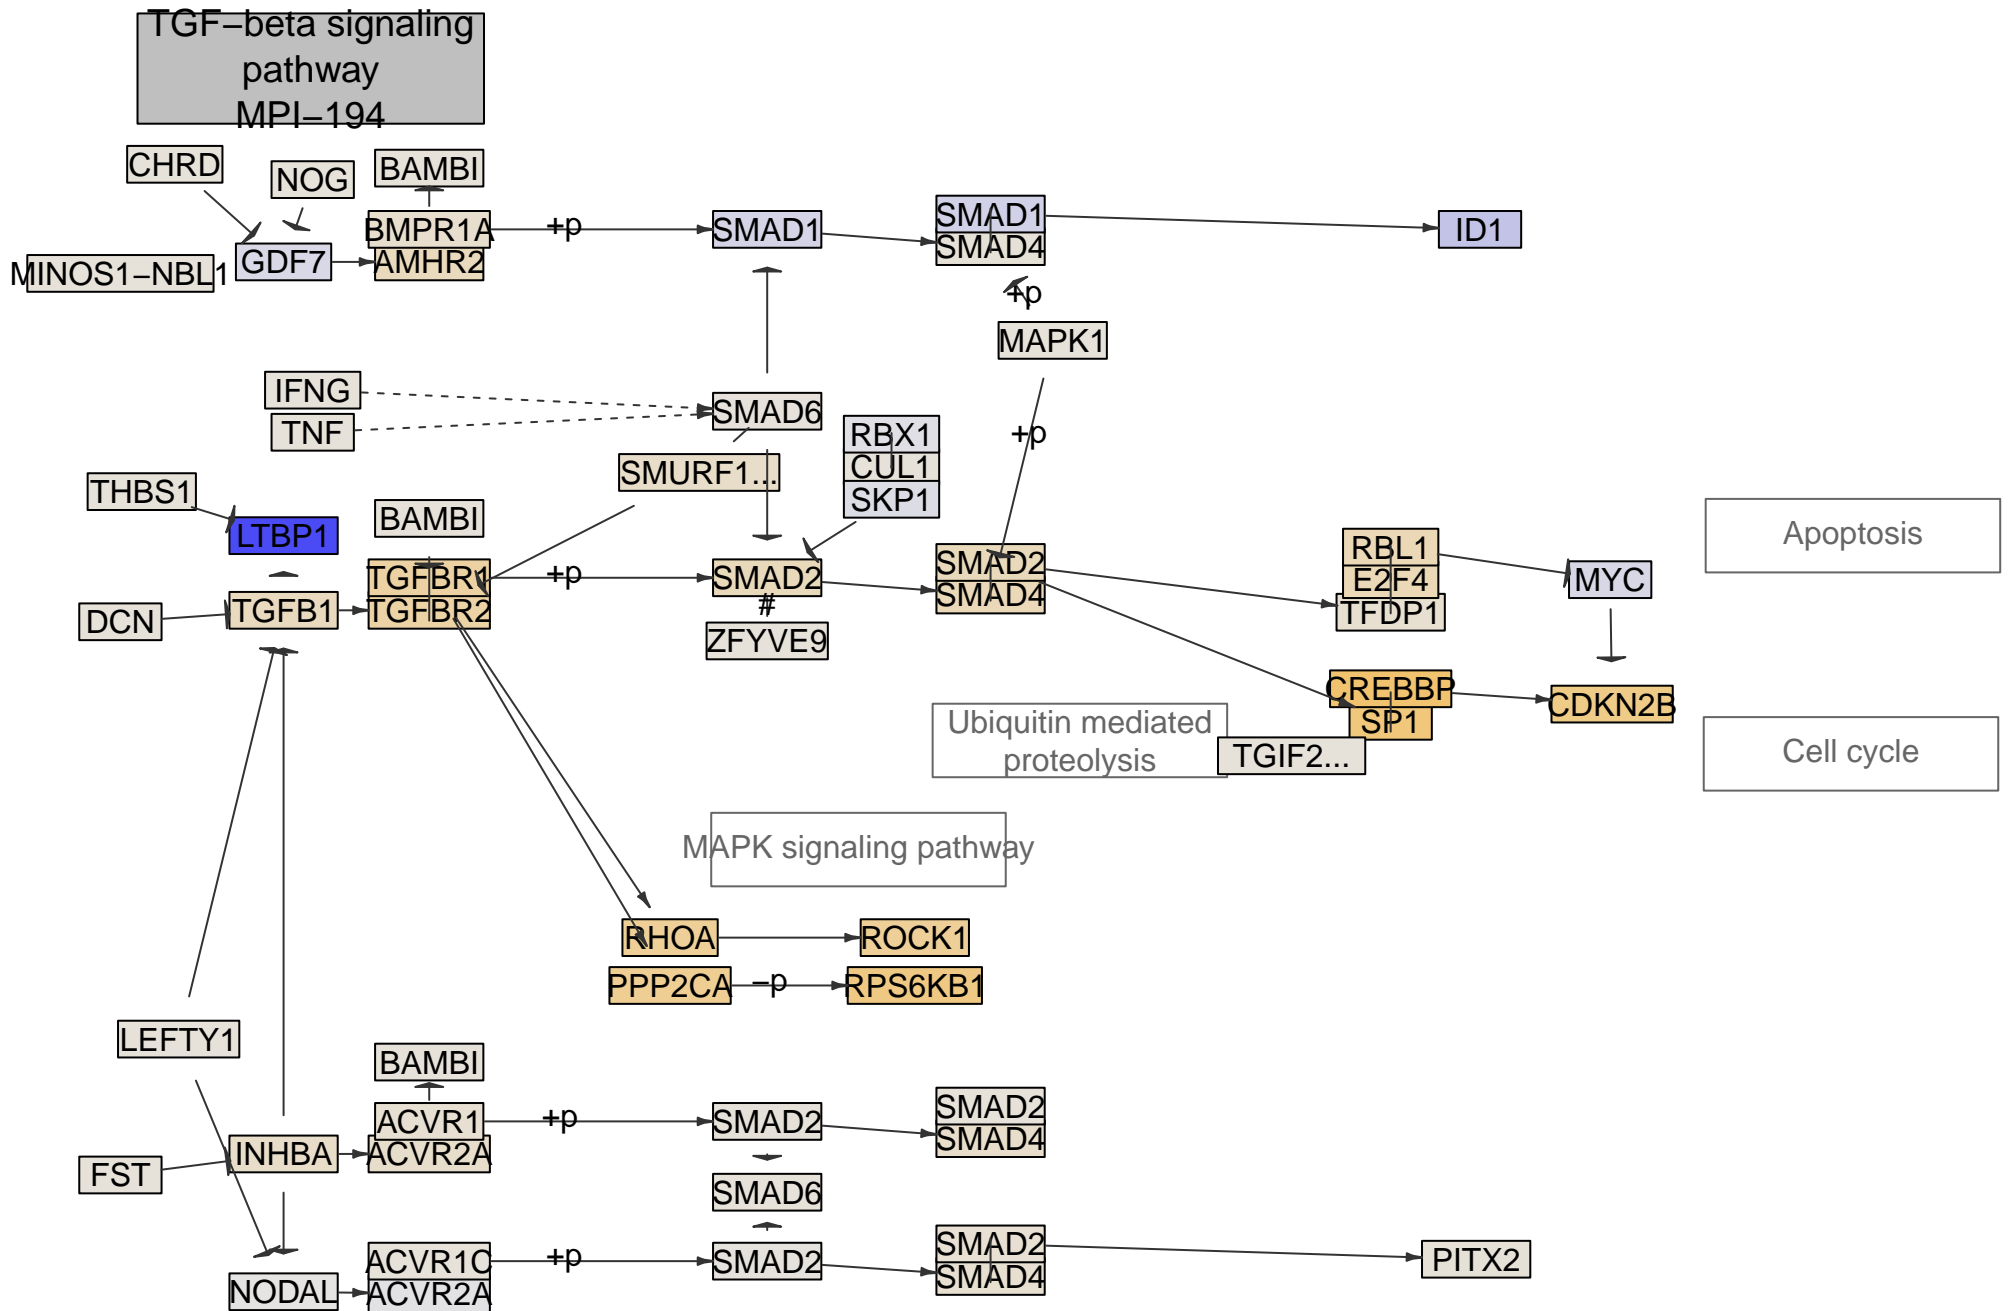 TGF−beta signaling
pathway
MPI−194
CHRD
NOG
BAMBI
BMPR1A
AMHR2
GDF7
MINOS1−NBL1
+p
SMAD1
SMAD1
SMAD4
ID1
+p
MAPK1
IFNG
TNF
SMAD6
RBX1
CUL1
SKP1
+p
SMURF1...
THBS1
LTBP1
BAMBI
TGFBR1
TGFBR2
+p
SMAD2
#
ZFYVE9
SMAD2
SMAD4
RBL1
E2F4
TFDP1
MYC
Apoptosis
DCN
TGFB1
CREBBP
SP1
CDKN2B
TGIF2...
Ubiquitin mediated
proteolysis
Cell cycle
MAPK signaling pathway
RHOA
ROCK1
PPP2CA
−p
RPS6KB1
LEFTY1
BAMBI
ACVR1
ACVR2A
+p
SMAD2
SMAD2
SMAD4
INHBA
FST
SMAD6
ACVR1C
ACVR2A
+p
SMAD2
SMAD2
SMAD4
PITX2
NODAL